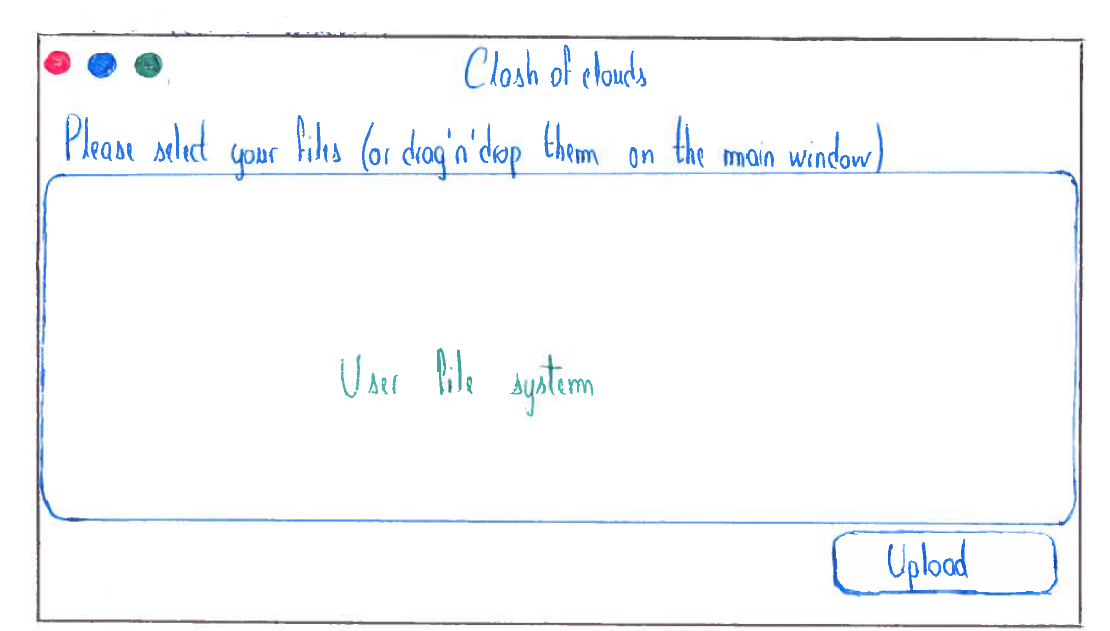 Clash of clouds
Please select your files (or drag'n'drop them on the main window)
User file system
Upload